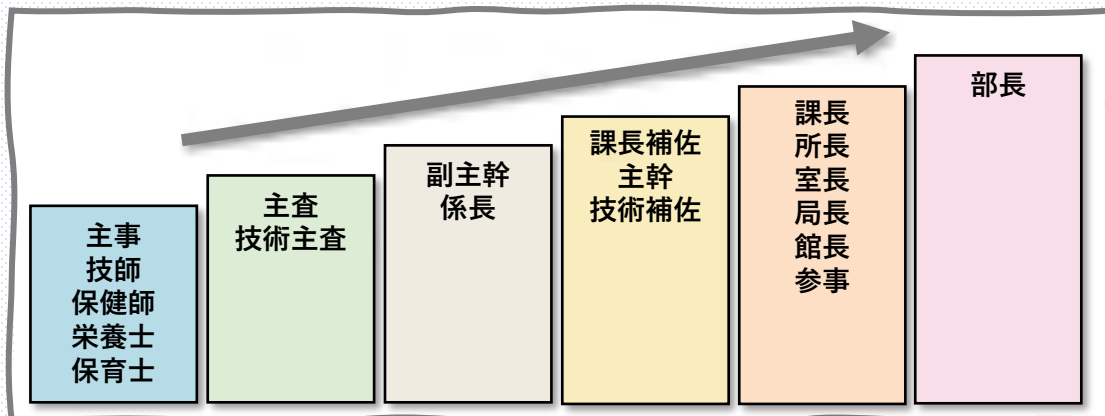 主事
技師
保健師
栄養士
保育士
主査
技術主査
副主幹
係長
課長補佐
主幹
技術補佐
課長
所長
室長
局長
館長
参事
部長